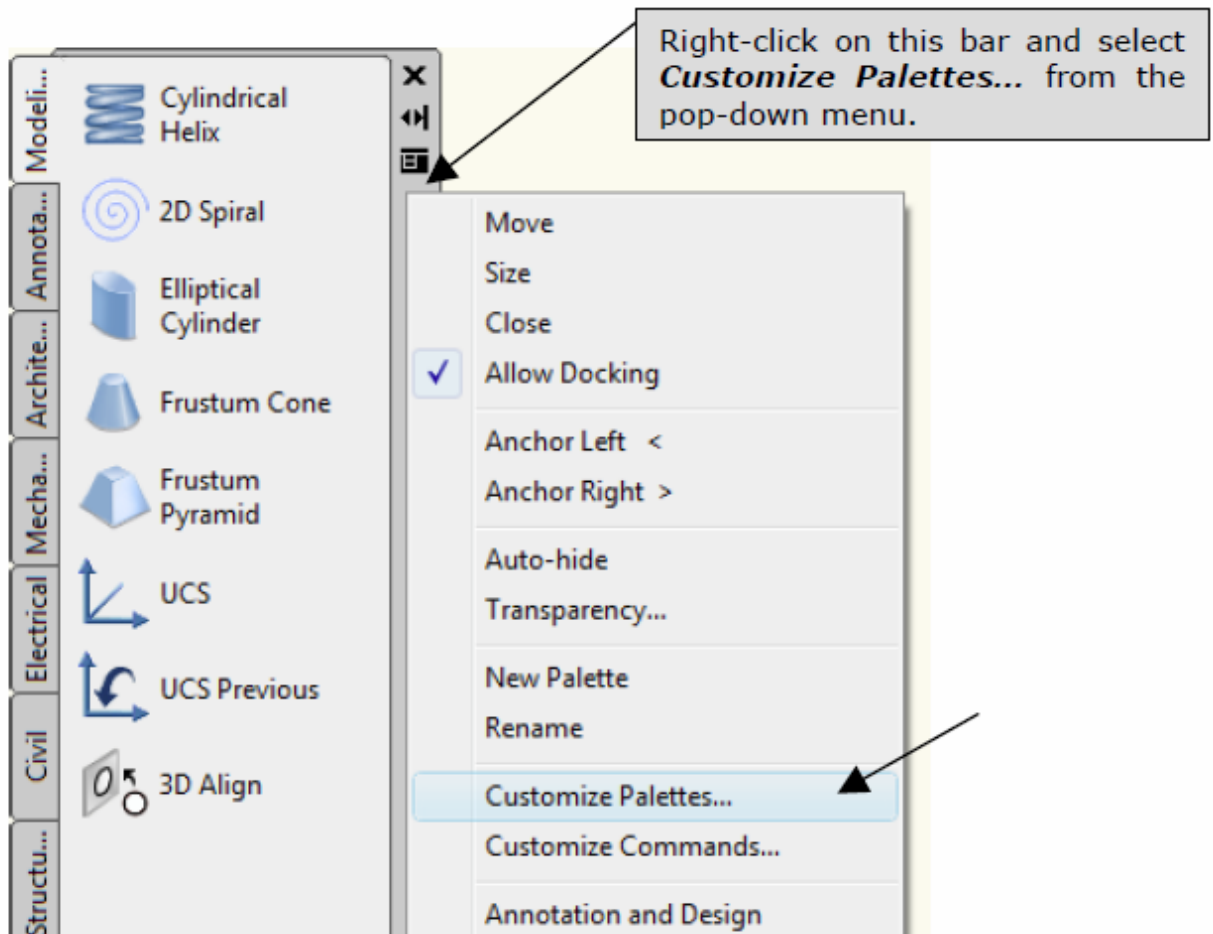 Right-click on this bar and select
Customize Palettes... from the
pop-down menu.
Modeli...
Annota...
Archite...
Mecha...
Electrical
Civil
Structu...
Cylindrical
Helix
2D Spiral
Elliptical
Cylinder
Frustum Cone
Frustum
Pyramid
UCS
UCS Previous
3D Align
Move
Size
Close
Allow Docking
Anchor Left <
Anchor Right >
Auto-hide
Transparency...
New Palette
Rename
Customize Palettes...
Customize Commands...
Annotation and Design